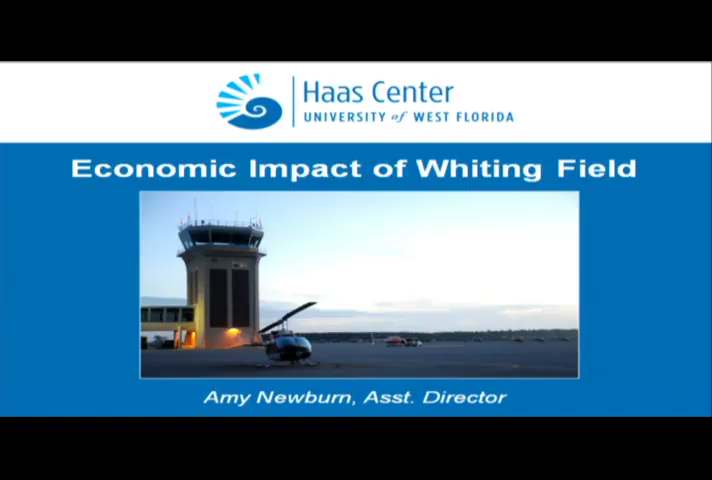 Haas Center
UNIVERSITY of WEST FLORIDA
Economic Impact of Whiting Field
Amy Newburn, Asst. Director